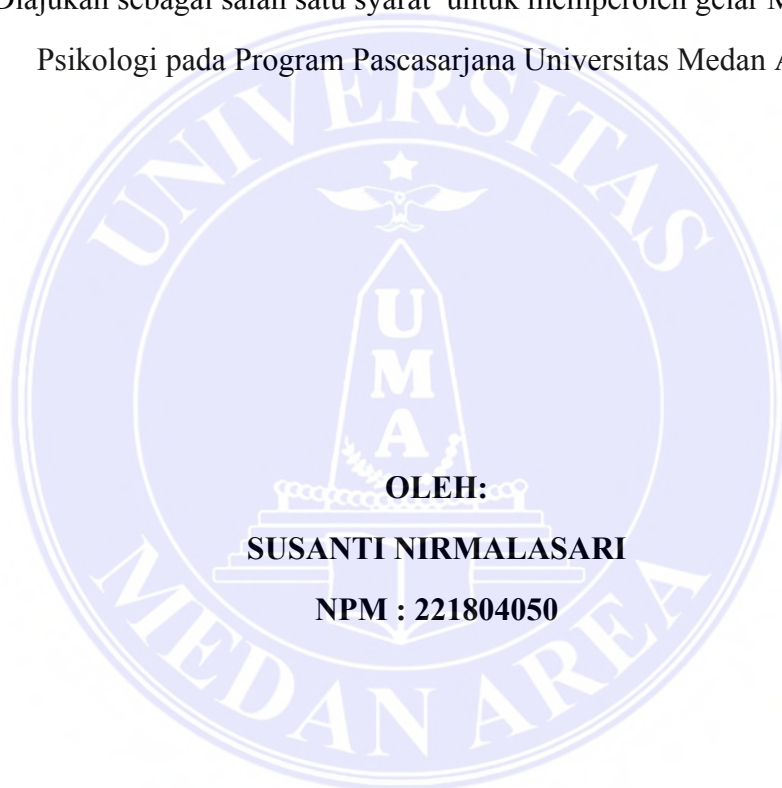 sebagai salah satu syarat untuk memperoleh gelar
Psikologi pada Program Pascasarjana Universitas Medan
UNIVERSITAS
UMA
OLEH:
SUSANTI NIRMALASARI
NPM : 221804050
MEDAN AREA